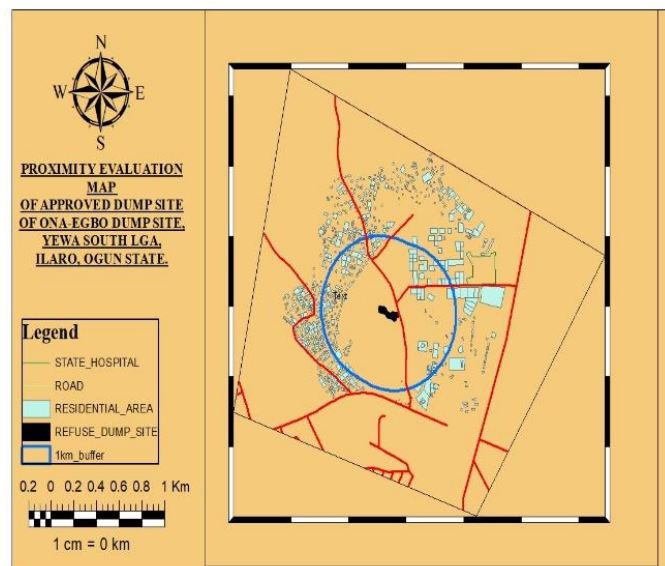 N
W E
S
PROXIMITY EVALUATION
MAP
OF APPROVED DUMP SITE
OF ONA-EGBO DUMP SITE,
YEWA SOUTH LGA,
ILARO, OGUN STATE.
Text
Legend
STATE_HOSPITAL
ROAD
RESIDENTIAL_AREA
REFUSE_DUMP_SITE
1km_buffer
0.2 0 0.2 0.4 0.6 0.8 1 Km
1 cm = 0 km